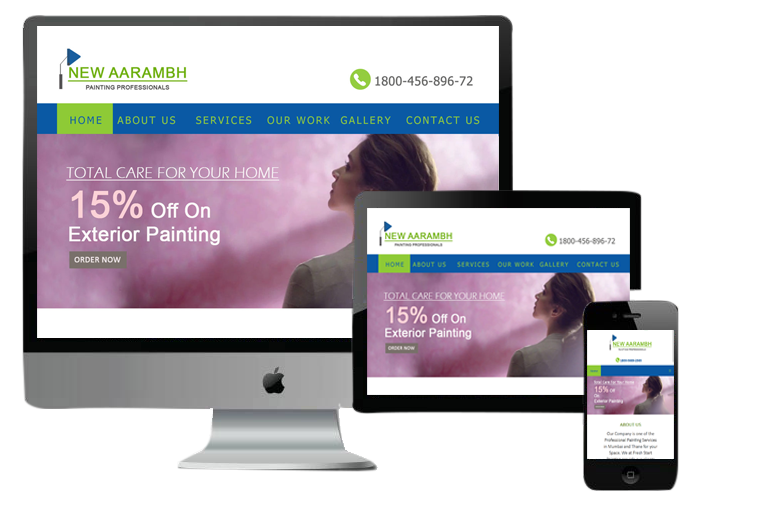 NEW AARAMBH
PAINTING PROFESSIONALS
1800-456-896-72
HOME ABOUT US SERVICES OUR WORK GALLERY CONTACT US
TOTAL CARE FOR YOUR HOME
15% Off On
Exterior Painting
ORDER NOW
NEW AARAMBH
PAINTING PROFESSIONALS
1800-456-896-72
HOME ABOUT US SERVICES OUR WORK GALLERY CONTACT US
TOTAL CARE FOR YOUR HOME
15% Off On
Exterior Painting
ORDER NOW
NEW AARAMBH
Total Care For Your Home
15% Off
On
Exterior Painting
ABOUT US
Our Company is one of the
Professional Painting Services
in Mumbai and Thane for your
Space. We at Fresh Start